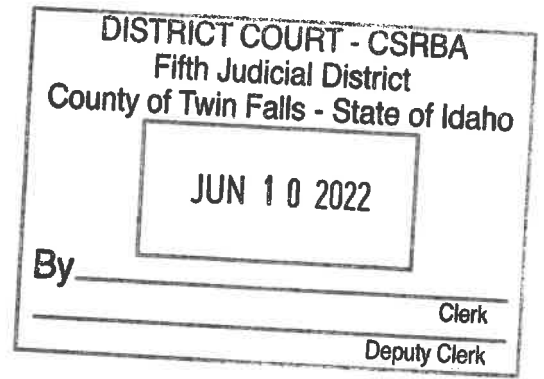 DISTRICT COURT - CSRBA
Fifth Judicial District
County of Twin Falls - State of Idaho
JUN 10 2022
By
Clerk
Deputy Clerk